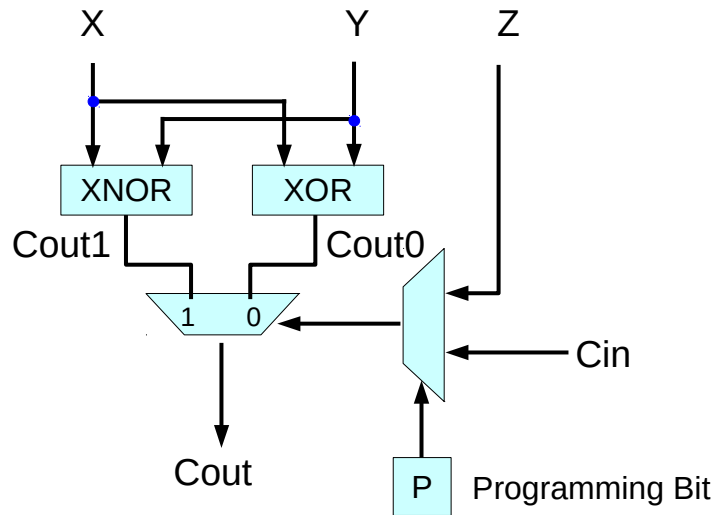 X Y Z
XNOR XOR
Cout1 Cout0
1 0
Cin
Cout
P Programming Bit